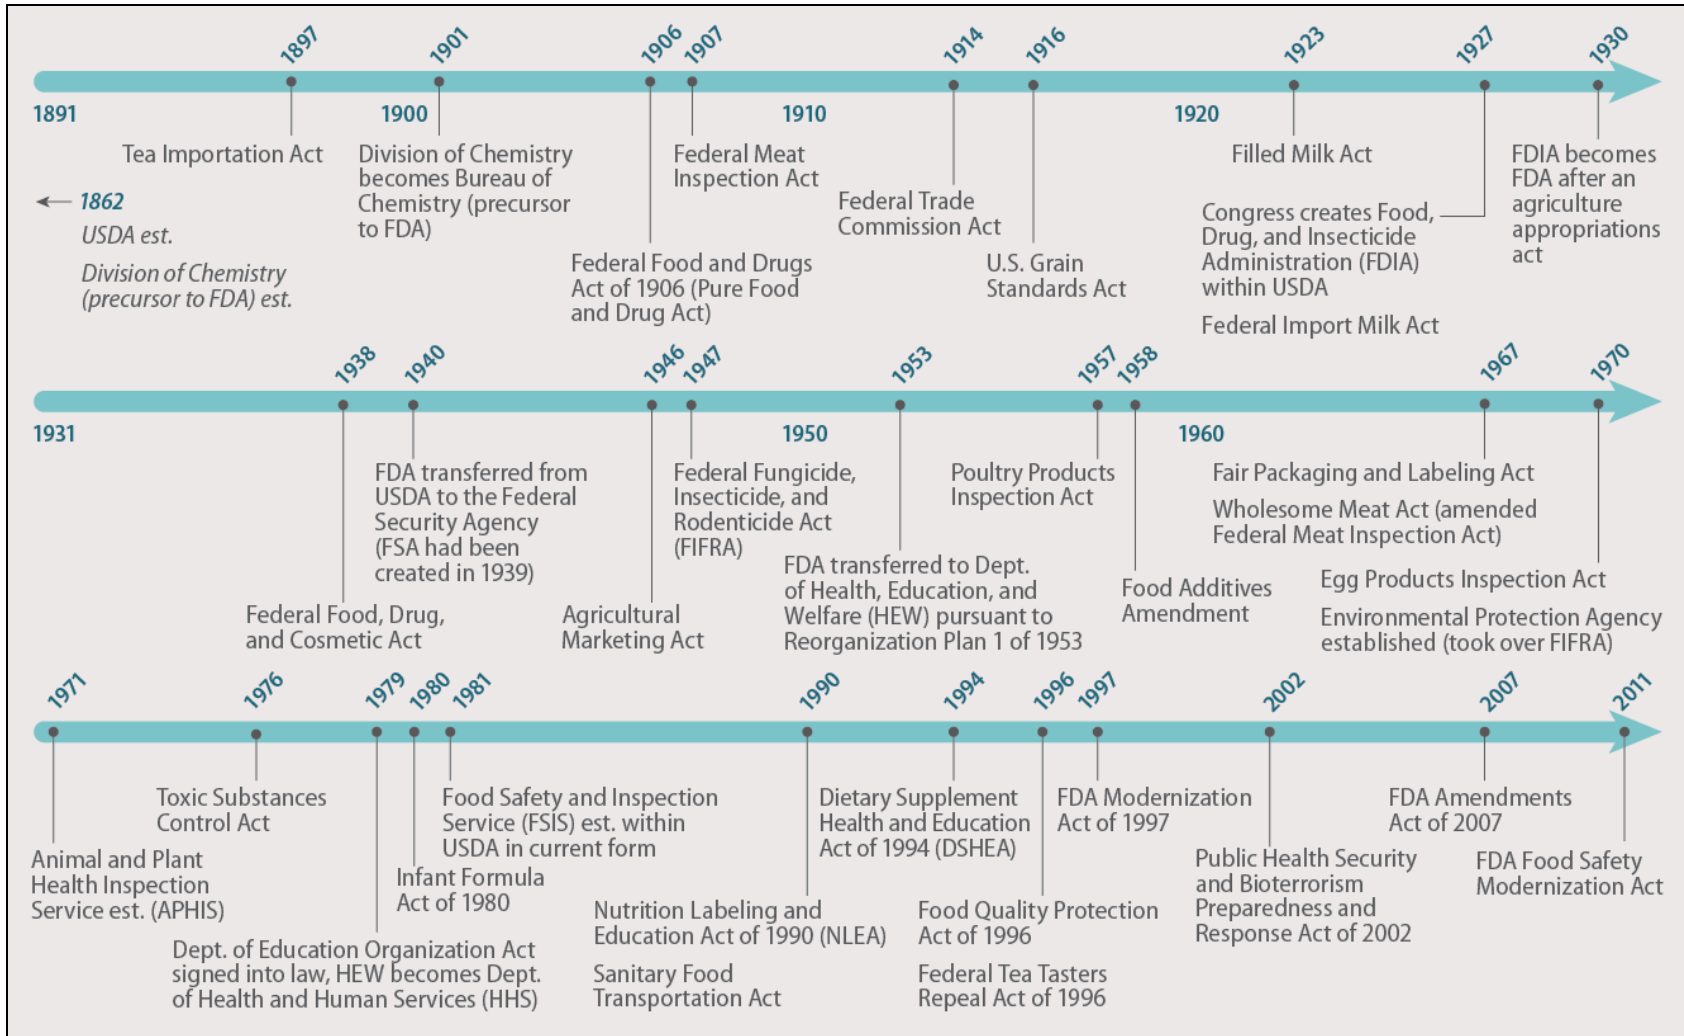 1897
1901
1906
1907
1914
1916
1923
1927
1930
1891
1900
1910
1920
Tea Importation Act
1862
USDA est.
Division of Chemistry
(precursor to FDA) est.
Division of Chemistry
becomes Bureau of
Chemistry (precursor
to FDA)
Federal Food and Drugs
Act of 1906 (Pure Food
and Drug Act)
Federal Meat
Inspection Act
Federal Trade
Commission Act
U.S. Grain
Standards Act
Filled Milk Act
Congress creates Food,
Drug, and Insecticide
Administration (FDIA)
within USDA
Federal Import Milk Act
FDIA becomes
FDA after an
agriculture
appropriations
act
1938
1940
1946
1947
1953
1957
1958
1967
1970
1931
1950
1960
Federal Food, Drug,
and Cosmetic Act
FDA transferred from
USDA to the Federal
Security Agency
(FSA had been
created in 1939)
Agricultural
Marketing Act
Federal Fungicide,
Insecticide, and
Rodenticide Act
(FIFRA)
FDA transferred to Dept.
of Health, Education, and
Welfare (HEW) pursuant to
Reorganization Plan 1 of 1953
Poultry Products
Inspection Act
Food Additives
Amendment
Fair Packaging and Labeling Act
Wholesome Meat Act (amended
Federal Meat Inspection Act)
Egg Products Inspection Act
Environmental Protection Agency
established (took over FIFRA)
1971
1976
1979
1980
1981
1990
1994
1996
1997
2002
2007
2011
Animal and Plant
Health Inspection
Service est. (APHIS)
Toxic Substances
Control Act
Dept. of Education Organization Act
signed into law, HEW becomes Dept.
of Health and Human Services (HHS)
Infant Formula
Act of 1980
Food Safety and Inspection
Service (FSIS) est. within
USDA in current form
Nutrition Labeling and
Education Act of 1990 (NLEA)
Sanitary Food
Transportation Act
Dietary Supplement
Health and Education
Act of 1994 (DSHEA)
Food Quality Protection
Act of 1996
Federal Tea Tasters
Repeal Act of 1996
FDA Modernization
Act of 1997
Public Health Security
and Bioterrorism
Preparedness and
Response Act of 2002
FDA Amendments
Act of 2007
FDA Food Safety
Modernization Act